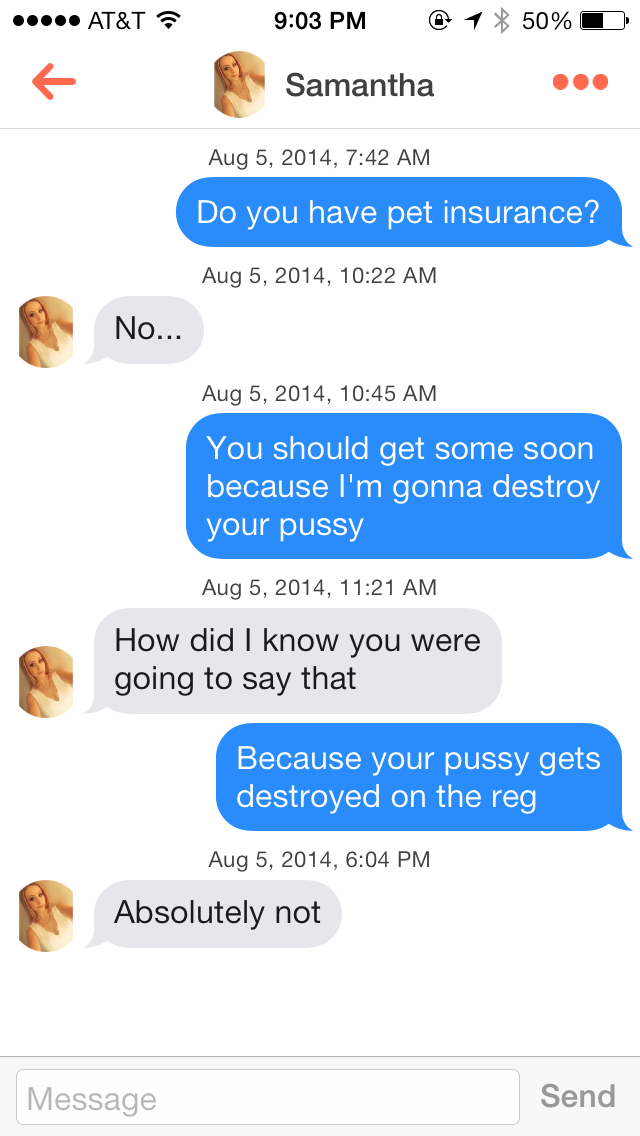 AT&T 9:03 PM 50%
Samantha
Aug 5, 2014, 7:42 AM
Do you have pet insurance?
Aug 5, 2014, 10:22 AM
No...
Aug 5, 2014, 10:45 AM
You should get some soon
because I'm gonna destroy
your pussy
Aug 5, 2014, 11:21 AM
How did I know you were
going to say that
Because your pussy gets
destroyed on the reg
Aug 5, 2014, 6:04 PM
Absolutely not
Message Send